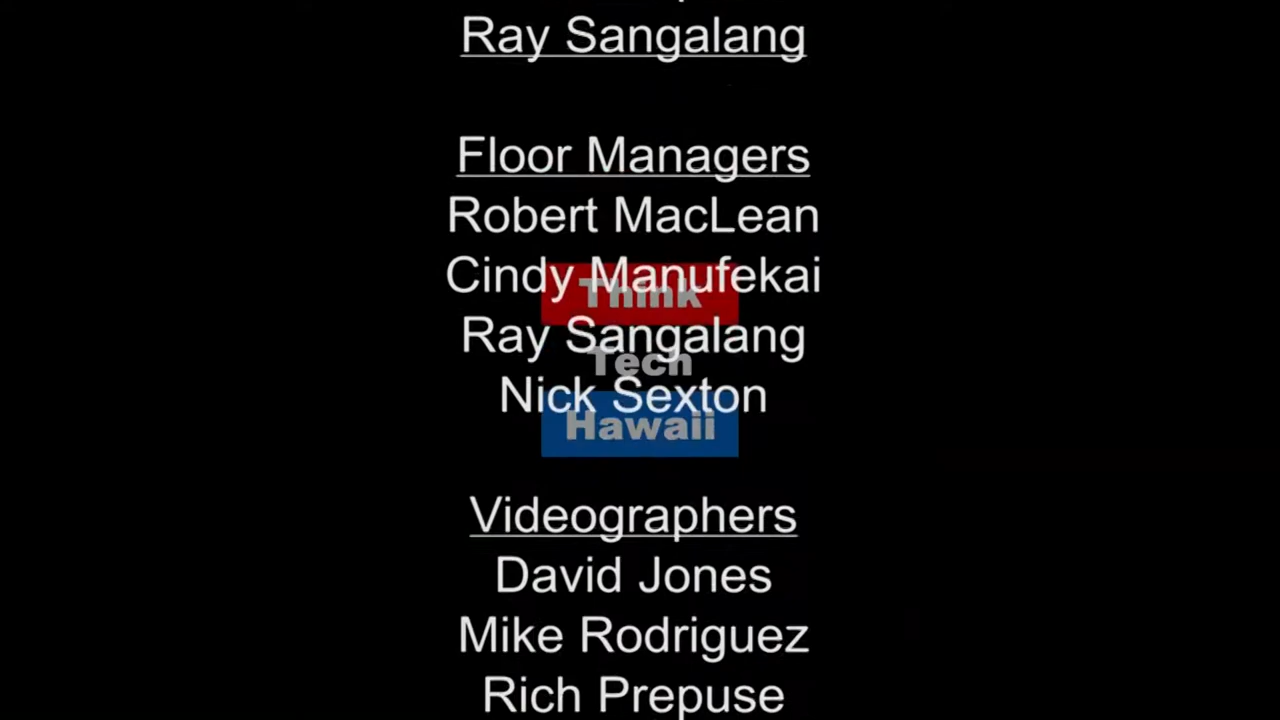 Ray Sangalang
Floor Managers
Robert MacLean
Cindy Manufekai
Think
Ray Sangalang
Tech
Nick Sexton
Hawaii
Videographers
David Jones
Mike Rodriguez
Rich Prepuse